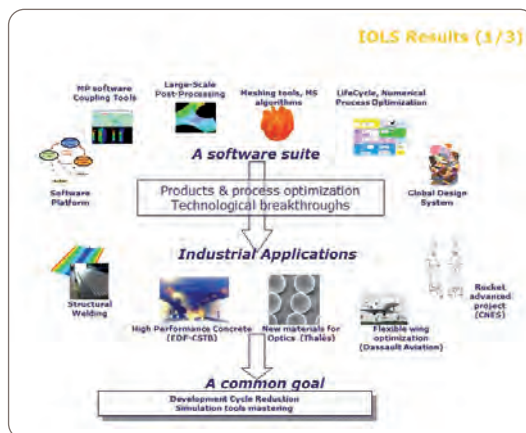 IOLS Results (1/3)
MP software
Coupling Tools
Large-Scale
Post-Processing
Meshing tools, MS
algorithms
LifeCycle, Numerical
Process Optimization
A software suite
Software
Platform
Products & process optimization
Technological breakthroughs
Global Design
System
Industrial Applications
Structural
Welding
High Performance Concrete
(EDF-CSTB)
New materials for
Optics (Thalès)
Flexible wing
optimization
(Dassault Aviation)
Rocket
advanced
project
(CNES)
A common goal
Development Cycle Reduction
Simulation tools mastering